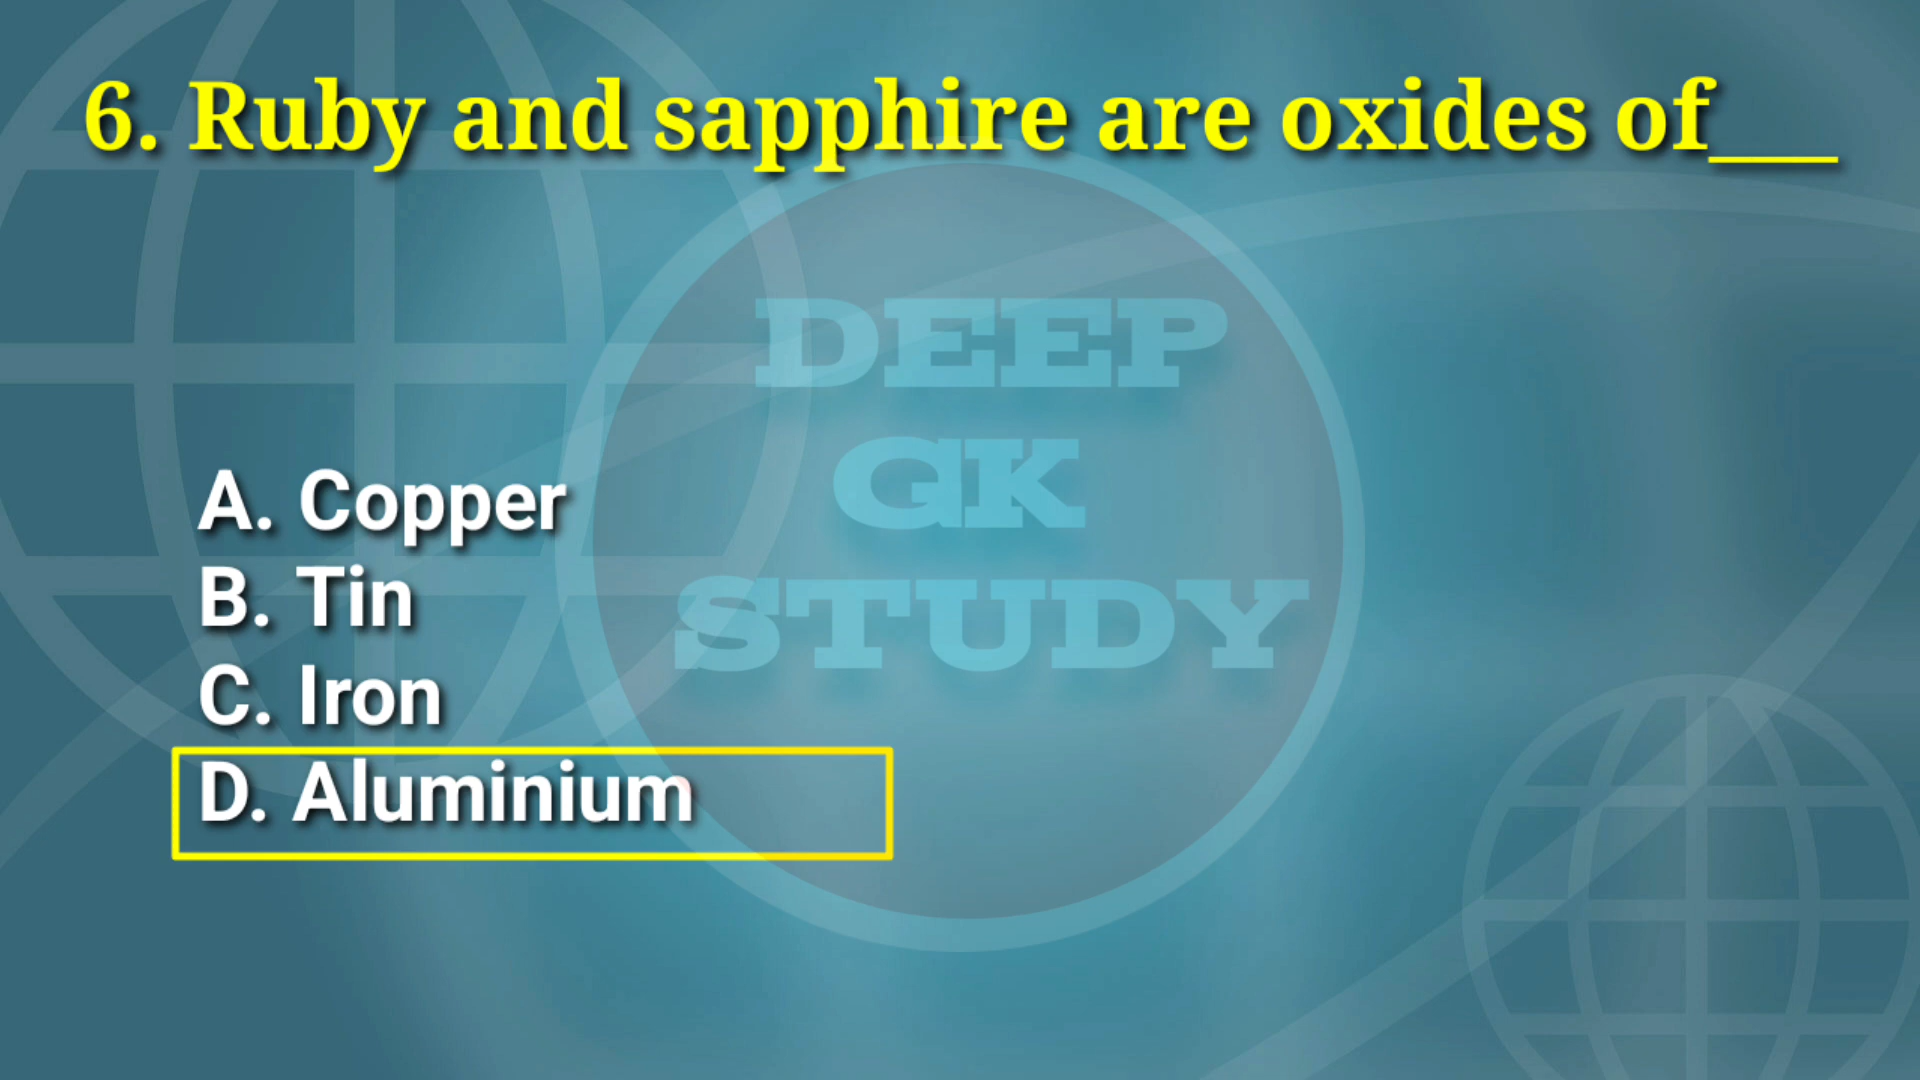 6. Ruby and sapphire are oxides of___
DEEP
GK
STUDY
A. Copper
B. Tin
C. Iron
D. Aluminium